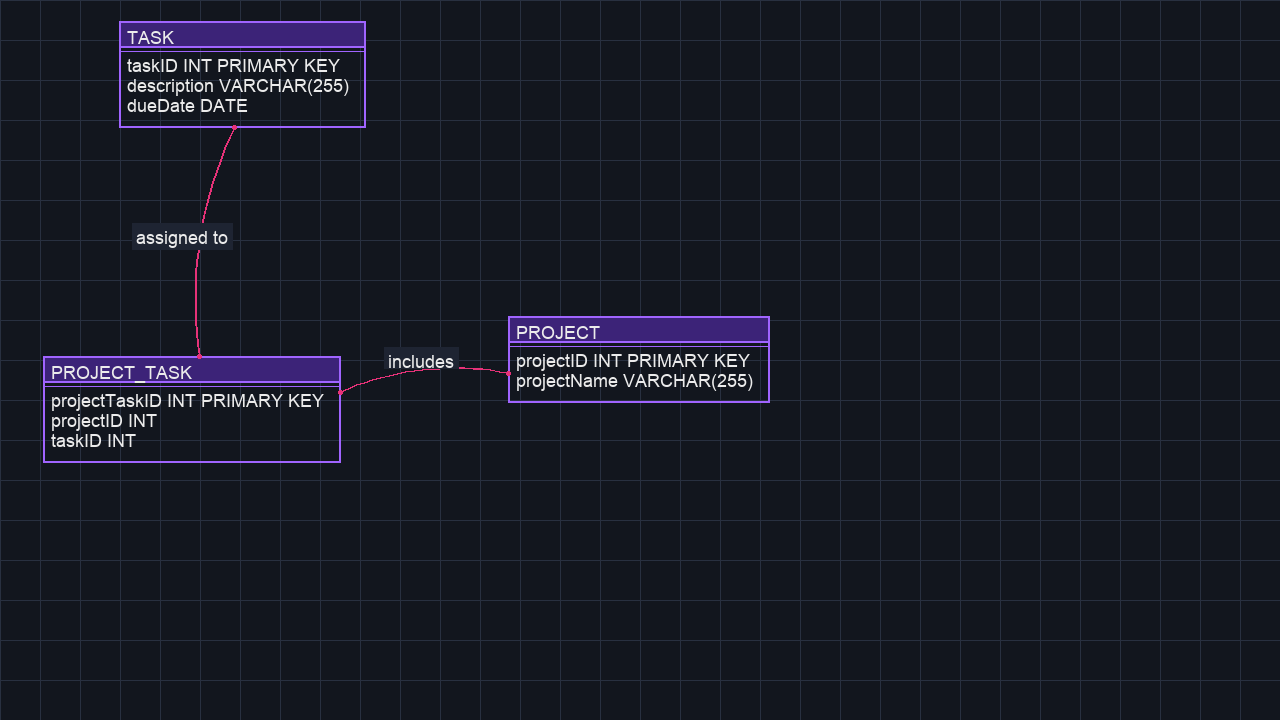 TASK
taskID INT PRIMARY KEY
description VARCHAR(255)
dueDate DATE
assigned to
PROJECT_TASK
projectTaskID INT PRIMARY KEY
projectID INT
taskID INT
includes
PROJECT
projectID INT PRIMARY KEY
projectName VARCHAR(255)